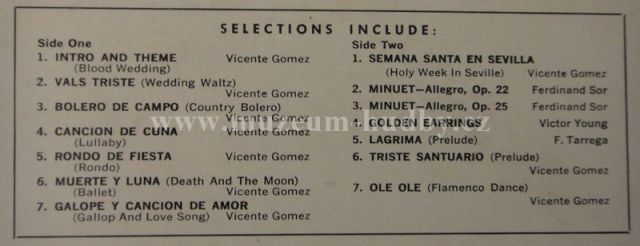 SELECTIONS INCLUDE:
Side One
1. INTRO AND THEME Vicente Gomez
(Blood Wedding)
2. VALS TRISTE (Wedding Waltz)
Vicente Gomez
3. BOLERO DE CAMPO (Country Bolero)
Vicente Gomez
4. CANCION DE CUNA Vicente Gomez
(Lullaby)
5. RONDO DE FIESTA Vicente Gomez
(Rondo)
6. MUERTE Y LUNA (Death And The Moon)
(Ballet) Vicente Gomez
7. GALOPE Y CANCION DE AMOR
(Gallop And Love Song) Vicente Gomez
Side Two
1. SEMANA SANTA EN SEVILLA
(Holy Week In Seville) Vicente Gomez
2. MINUET—Allegro, Op. 22 Ferdinand Sor
3. MINUET—Allegro, Op. 25 Ferdinand Sor
4. GOLDEN EARRINGS Victor Young
5. LAGRIMA (Prelude) F. Tarrega
6. TRISTE SANTUARIO (Prelude)
Vicente Gomez
7. OLE OLE (Flamenco Dance)
Vicente Gomez
www.muzeum-hudby.cz